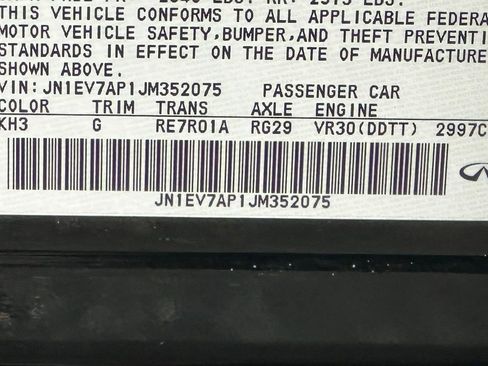 THIS VEHICLE CONFORMS TO ALL APPLICABLE FEDERA
MOTOR VEHICLE SAFETY,BUMPER,AND THEFT PREVENTI
STANDARDS IN EFFECT ON THE DATE OF MANUFACTURE
SHOWN ABOVE.
VIN:JN1EV7AP1JM352075 PASSENGER CAR
COLOR TRIM TRANS AXLE ENGINE
KH3 G RE7R01A RG29 VR30(DDTT) 2997C
JN1EV7AP1JM352075